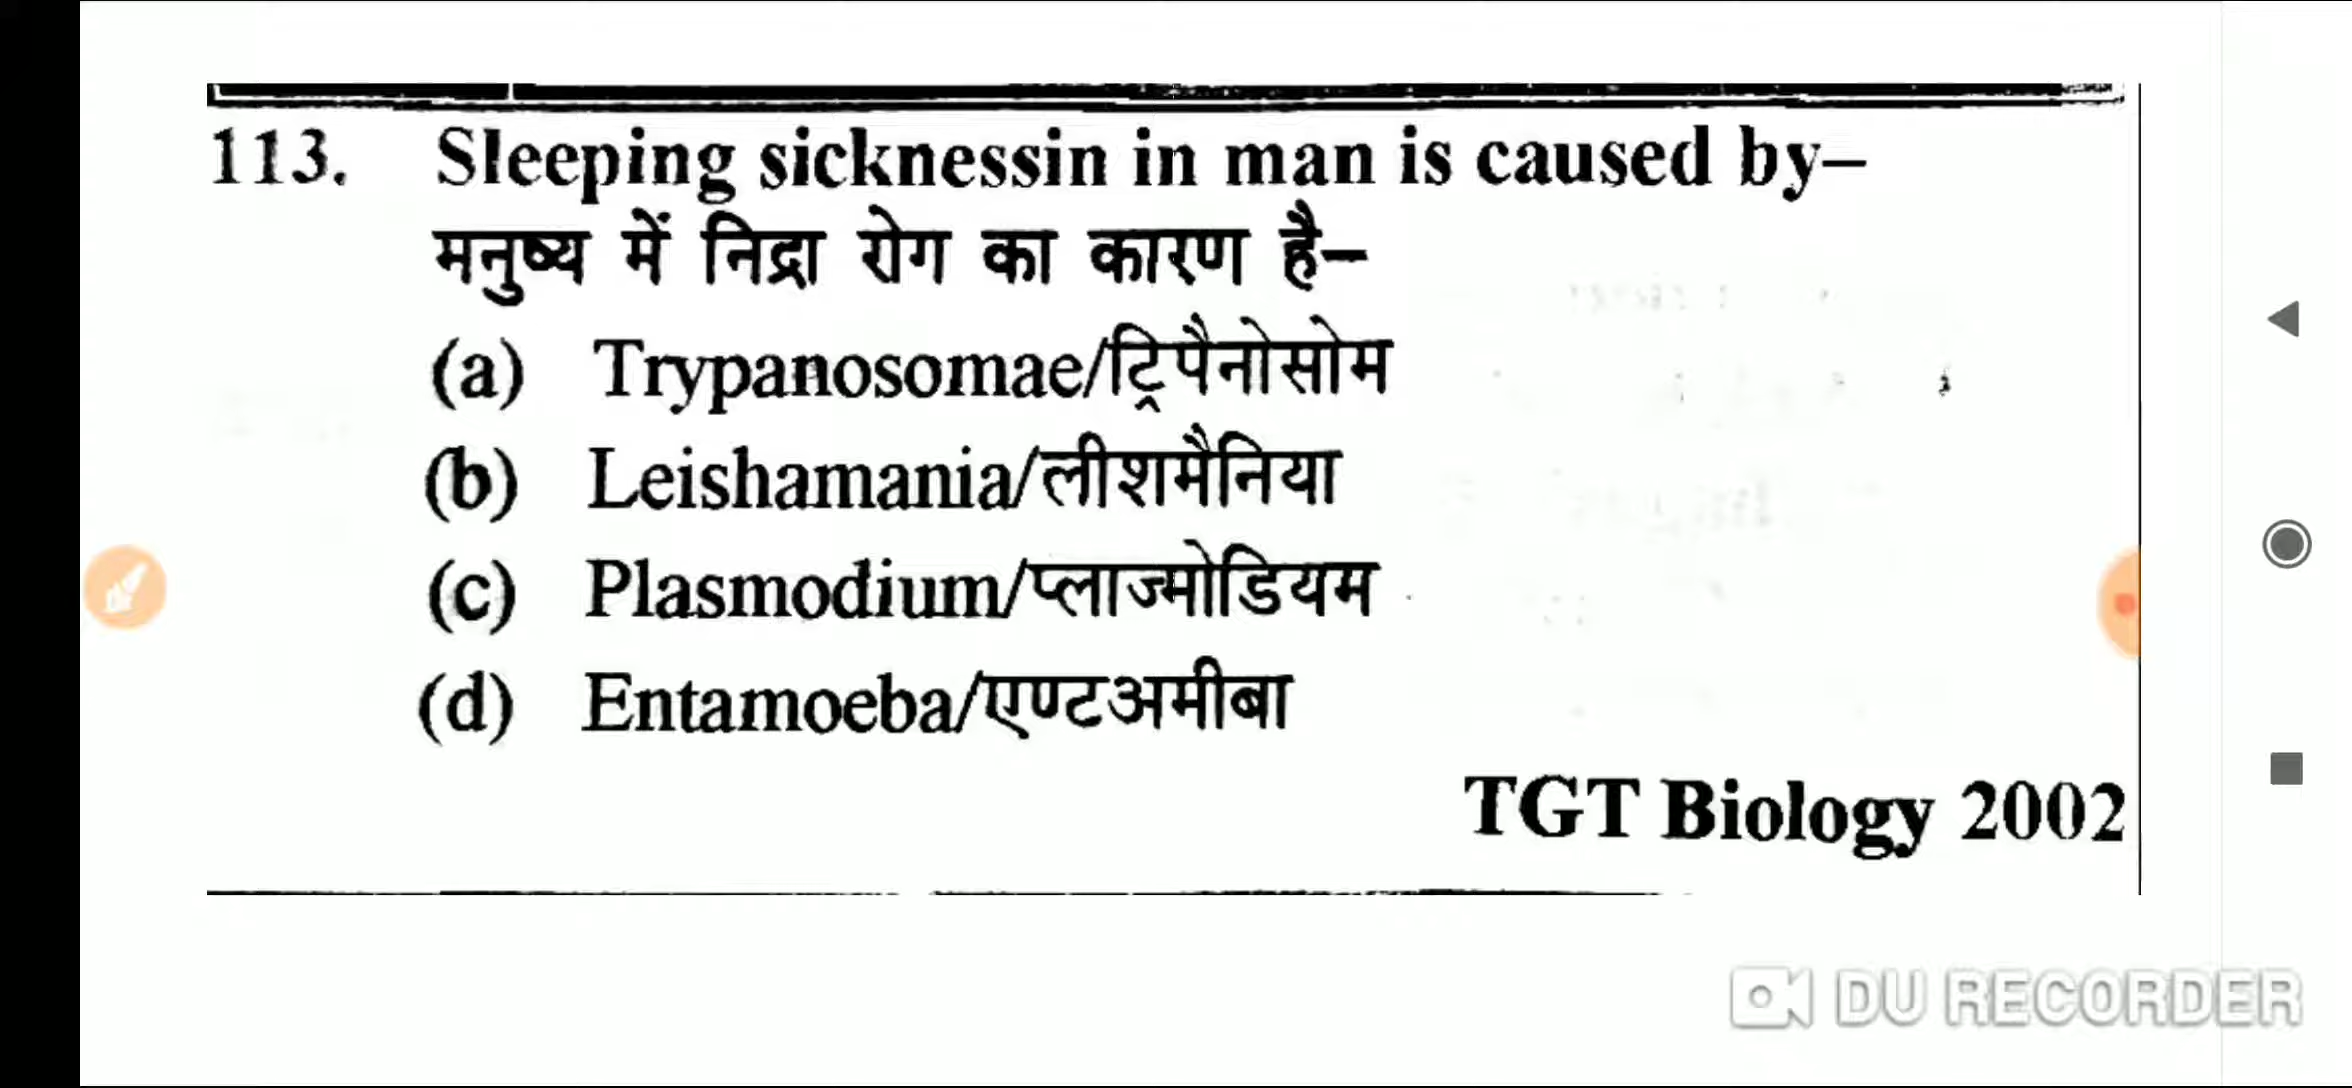 113. Sleeping sicknessin in man is caused by–
मनुष्य में निद्रा रोग का कारण है–
(a) Trypanosomae/ट्रिपैनोसोम
(b) Leishamania/लीशमैनिया
(c) Plasmodium/प्लाज्मोडियम
(d) Entamoeba/एण्टअमीबा
TGT Biology 2002
DU RECORDER